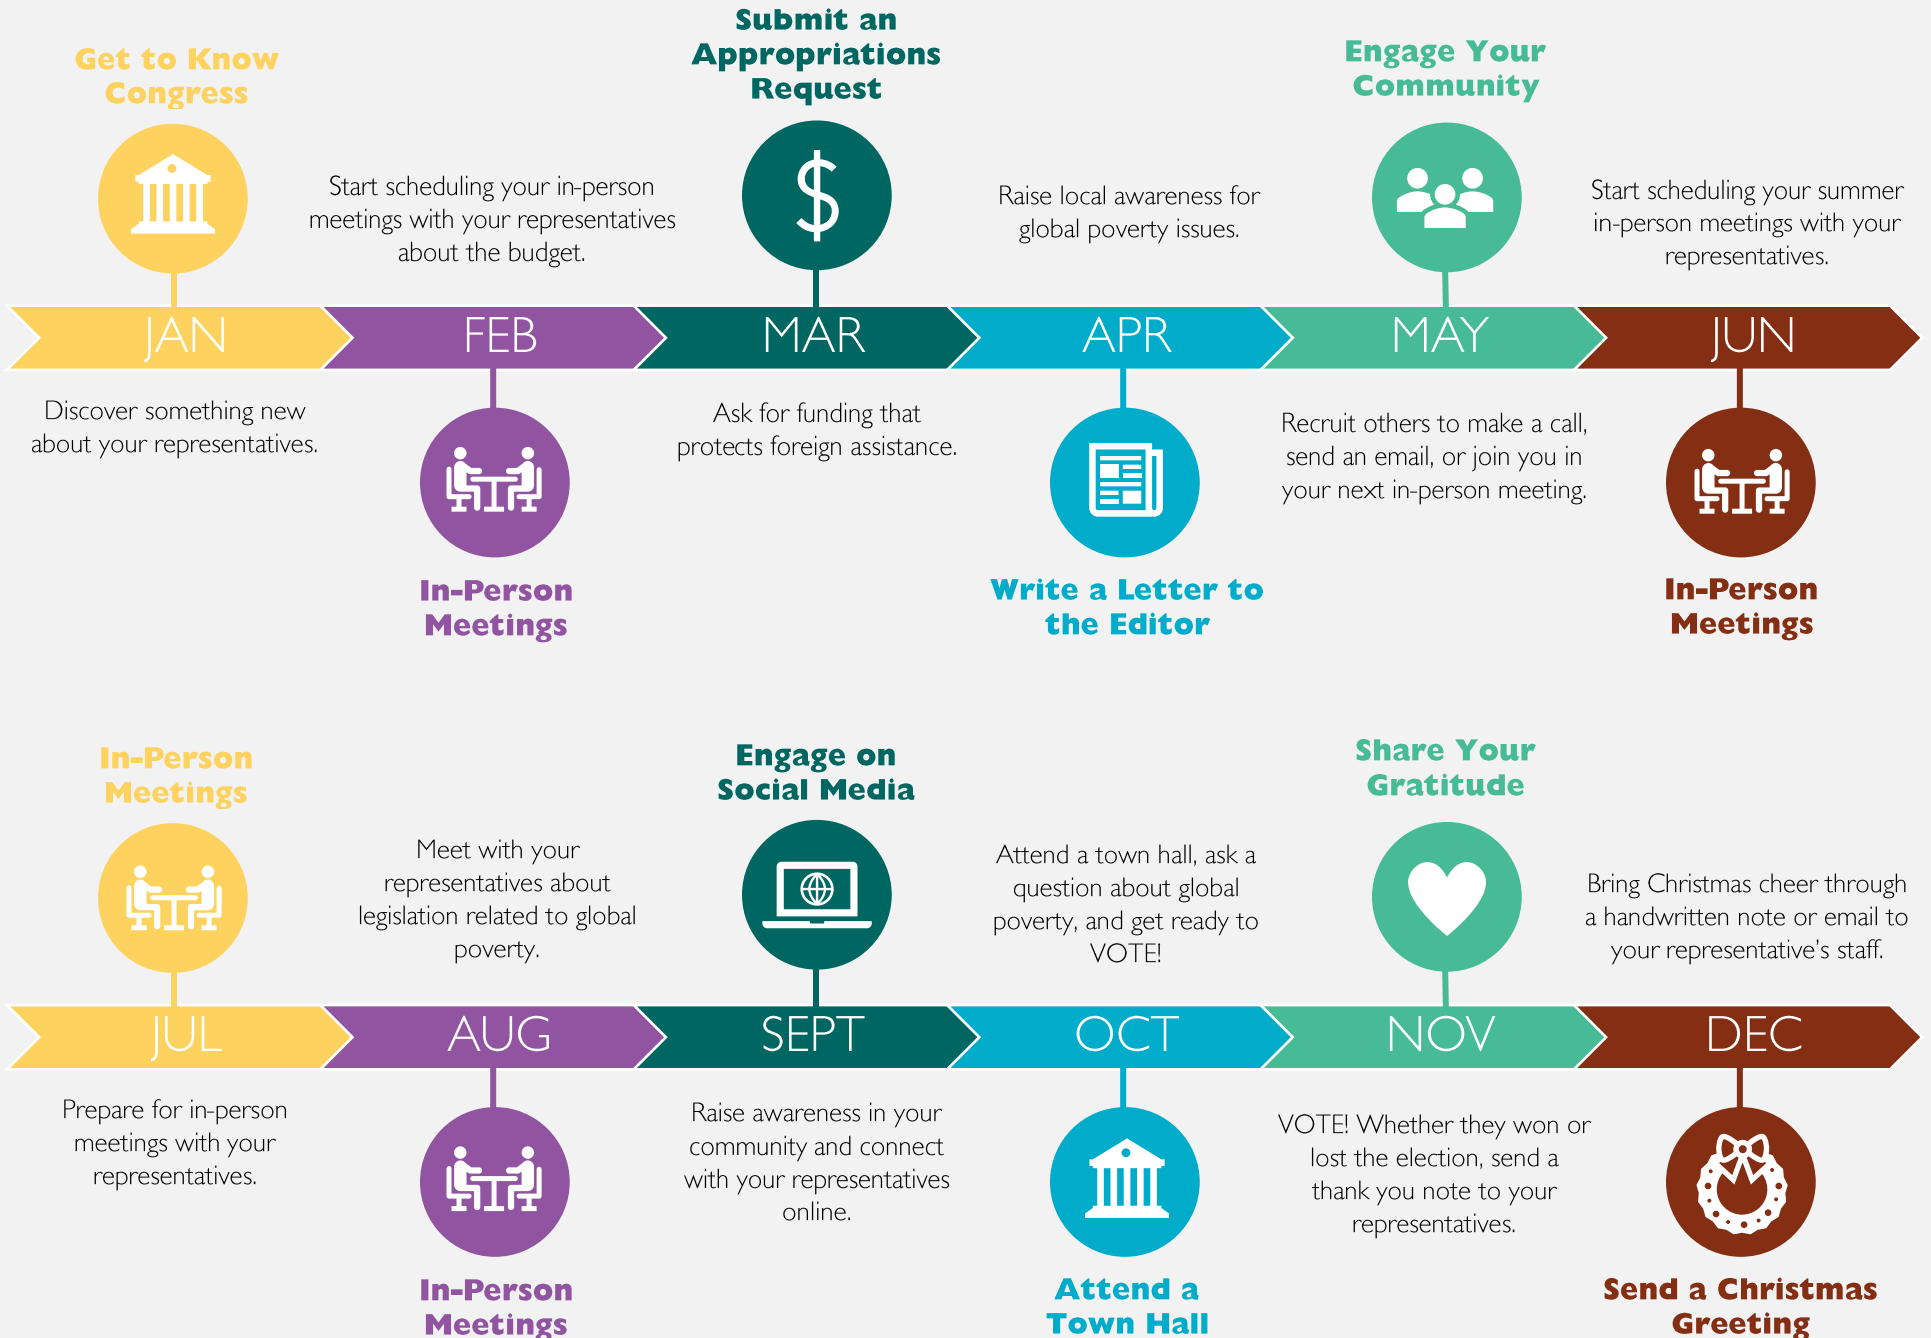 Get to Know
Congress
Discover something new
about your representatives.
JAN
Start scheduling your in-person
meetings with your representatives
about the budget.
FEB
In-Person
Meetings
Submit an
Appropriations
Request
MAR
Ask for funding that
protects foreign assistance.
Raise local awareness for
global poverty issues.
APR
Write a Letter to
the Editor
Engage Your
Community
MAY
Recruit others to make a call,
send an email, or join you in
your next in-person meeting.
Start scheduling your summer
in-person meetings with your
representatives.
JUN
In-Person
Meetings
In-Person
Meetings
JUL
Prepare for in-person
meetings with your
representatives.
Meet with your
representatives about
legislation related to global
poverty.
AUG
In-Person
Meetings
Engage on
Social Media
SEPT
Raise awareness in your
community and connect
with your representatives
online.
Attend a town hall, ask a
question about global
poverty, and get ready to
VOTE!
OCT
Attend a
Town Hall
Share Your
Gratitude
NOV
VOTE! Whether they won or
lost the election, send a
thank you note to your
representatives.
Bring Christmas cheer through
a handwritten note or email to
your representative's staff.
DEC
Send a Christmas
Greeting